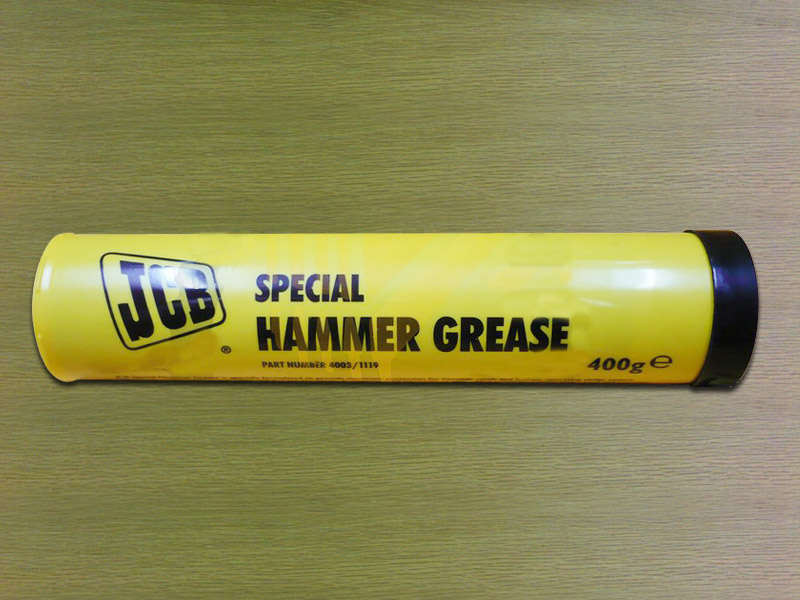 JCB
®
SPECIAL
HAMMER GREASE
PART NUMBER 4003/1119
400g ℮